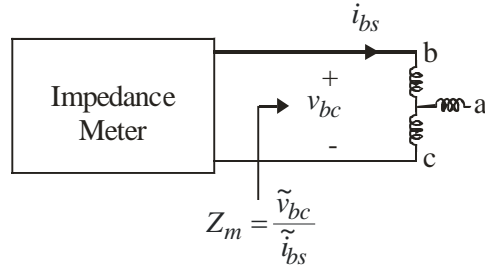 i_bs
b
Impedance
Meter
+
v_bc
-
a
c
Z_m = ṽ_bc / ĩ_bs